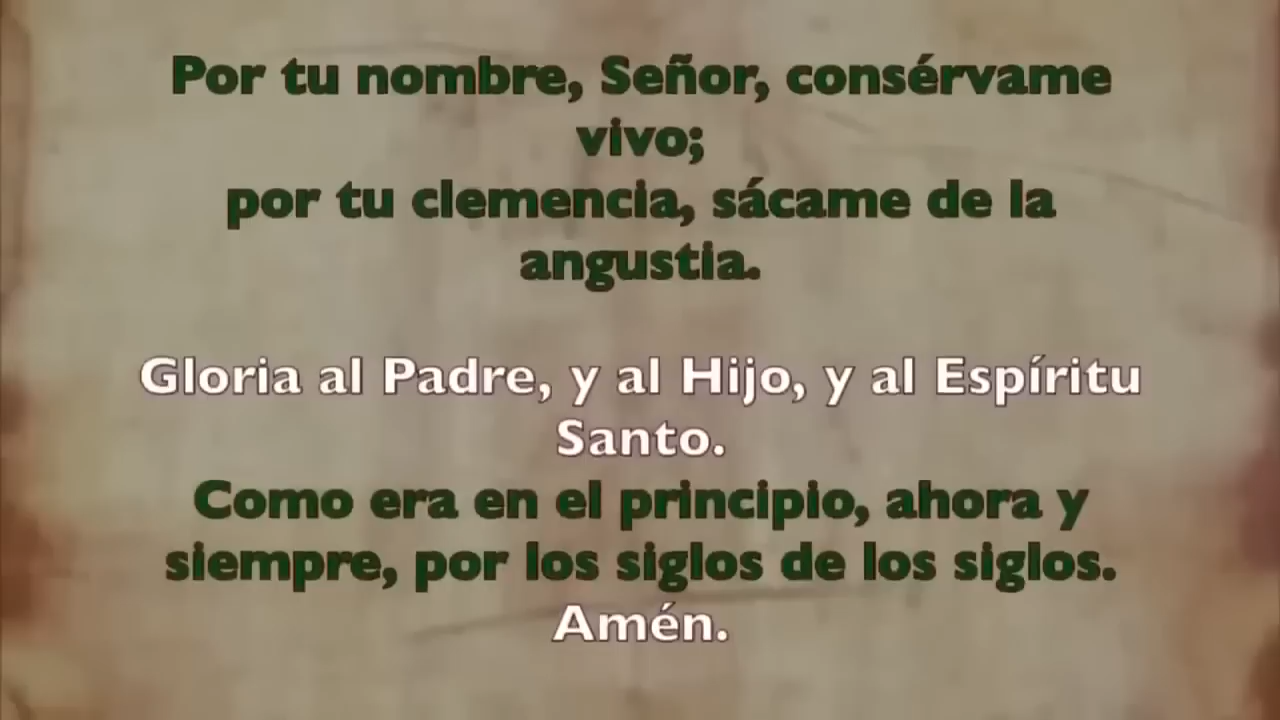 Por tu nombre, Señor, consérvame
vivo;
por tu clemencia, sácame de la
angustia.
Gloria al Padre, y al Hijo, y al Espíritu
Santo.
Como era en el principio, ahora y
siempre, por los siglos de los siglos.
Amén.